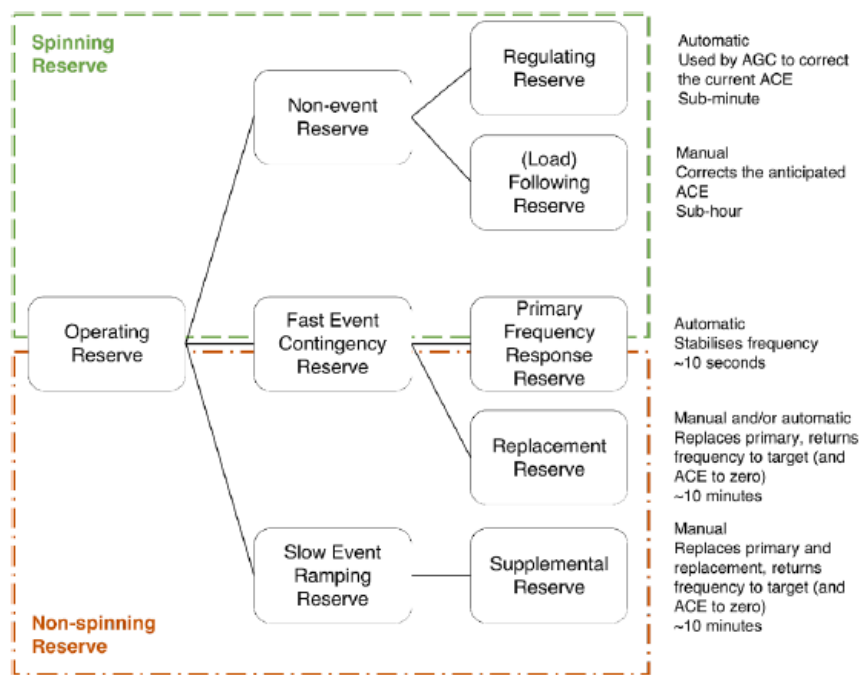 Spinning
Reserve
Regulating
Reserve
Automatic
Used by AGC to correct
the current ACE
Sub-minute
Non-event
Reserve
(Load)
Following
Reserve
Manual
Corrects the anticipated
ACE
Sub-hour
Operating
Reserve
Fast Event
Contingency
Reserve
Primary
Frequency
Response
Reserve
Automatic
Stabilises frequency
~10 seconds
Replacement
Reserve
Manual and/or automatic
Replaces primary, returns
frequency to target (and
ACE to zero)
~10 minutes
Slow Event
Ramping
Reserve
Supplemental
Reserve
Manual
Replaces primary and
replacement, returns
frequency to target (and
ACE to zero)
~10 minutes
Non-spinning
Reserve